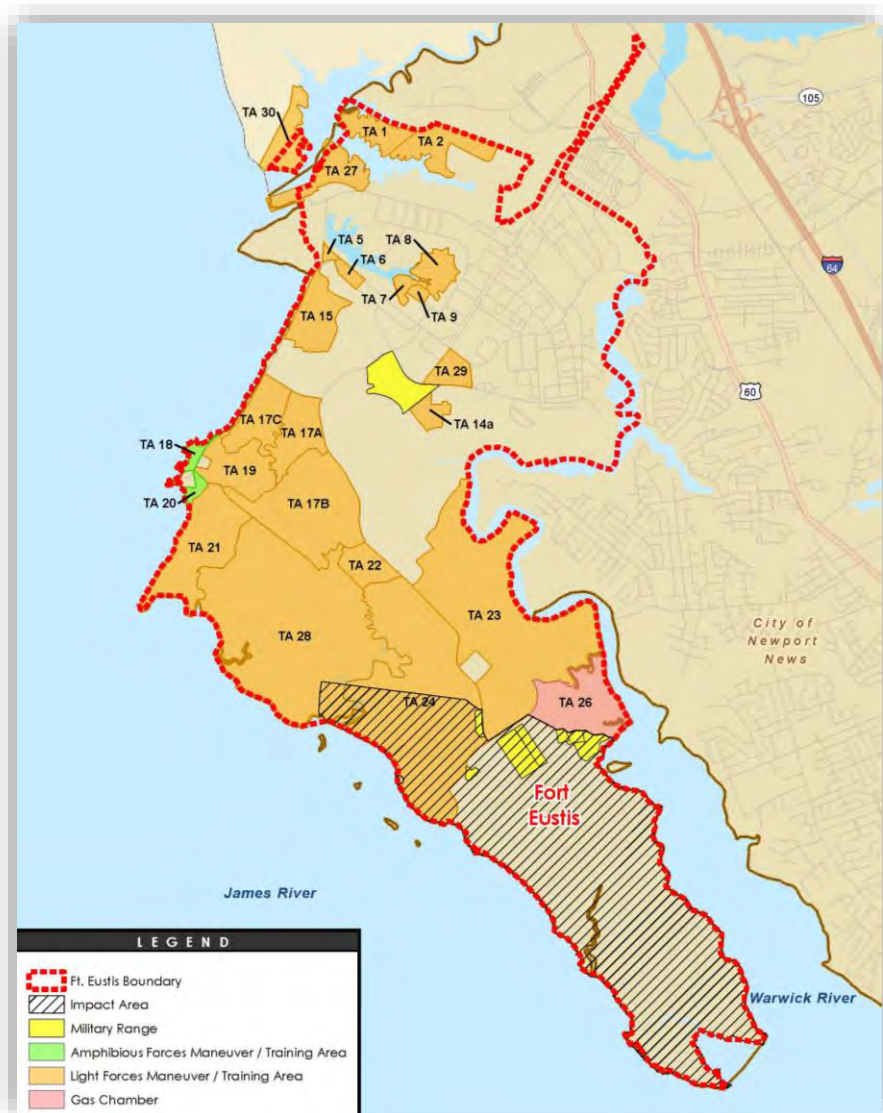 105
TA 30
TA 1
TA 2
TA 27
TA 5
TA 8
TA 6
TA 7
TA 9
64
TA 15
TA 29
60
TA 14a
TA 17C
TA 17A
TA 18
TA 19
TA 20
TA 17B
TA 21
TA 22
TA 23
TA 28
City of
Newport
News
TA 26
TA 24
Fort
Eustis
James River
Warwick River
LEGEND
Ft. Eustis Boundary
Impact Area
Military Range
Amphibious Forces Maneuver / Training Area
Light Forces Maneuver / Training Area
Gas Chamber